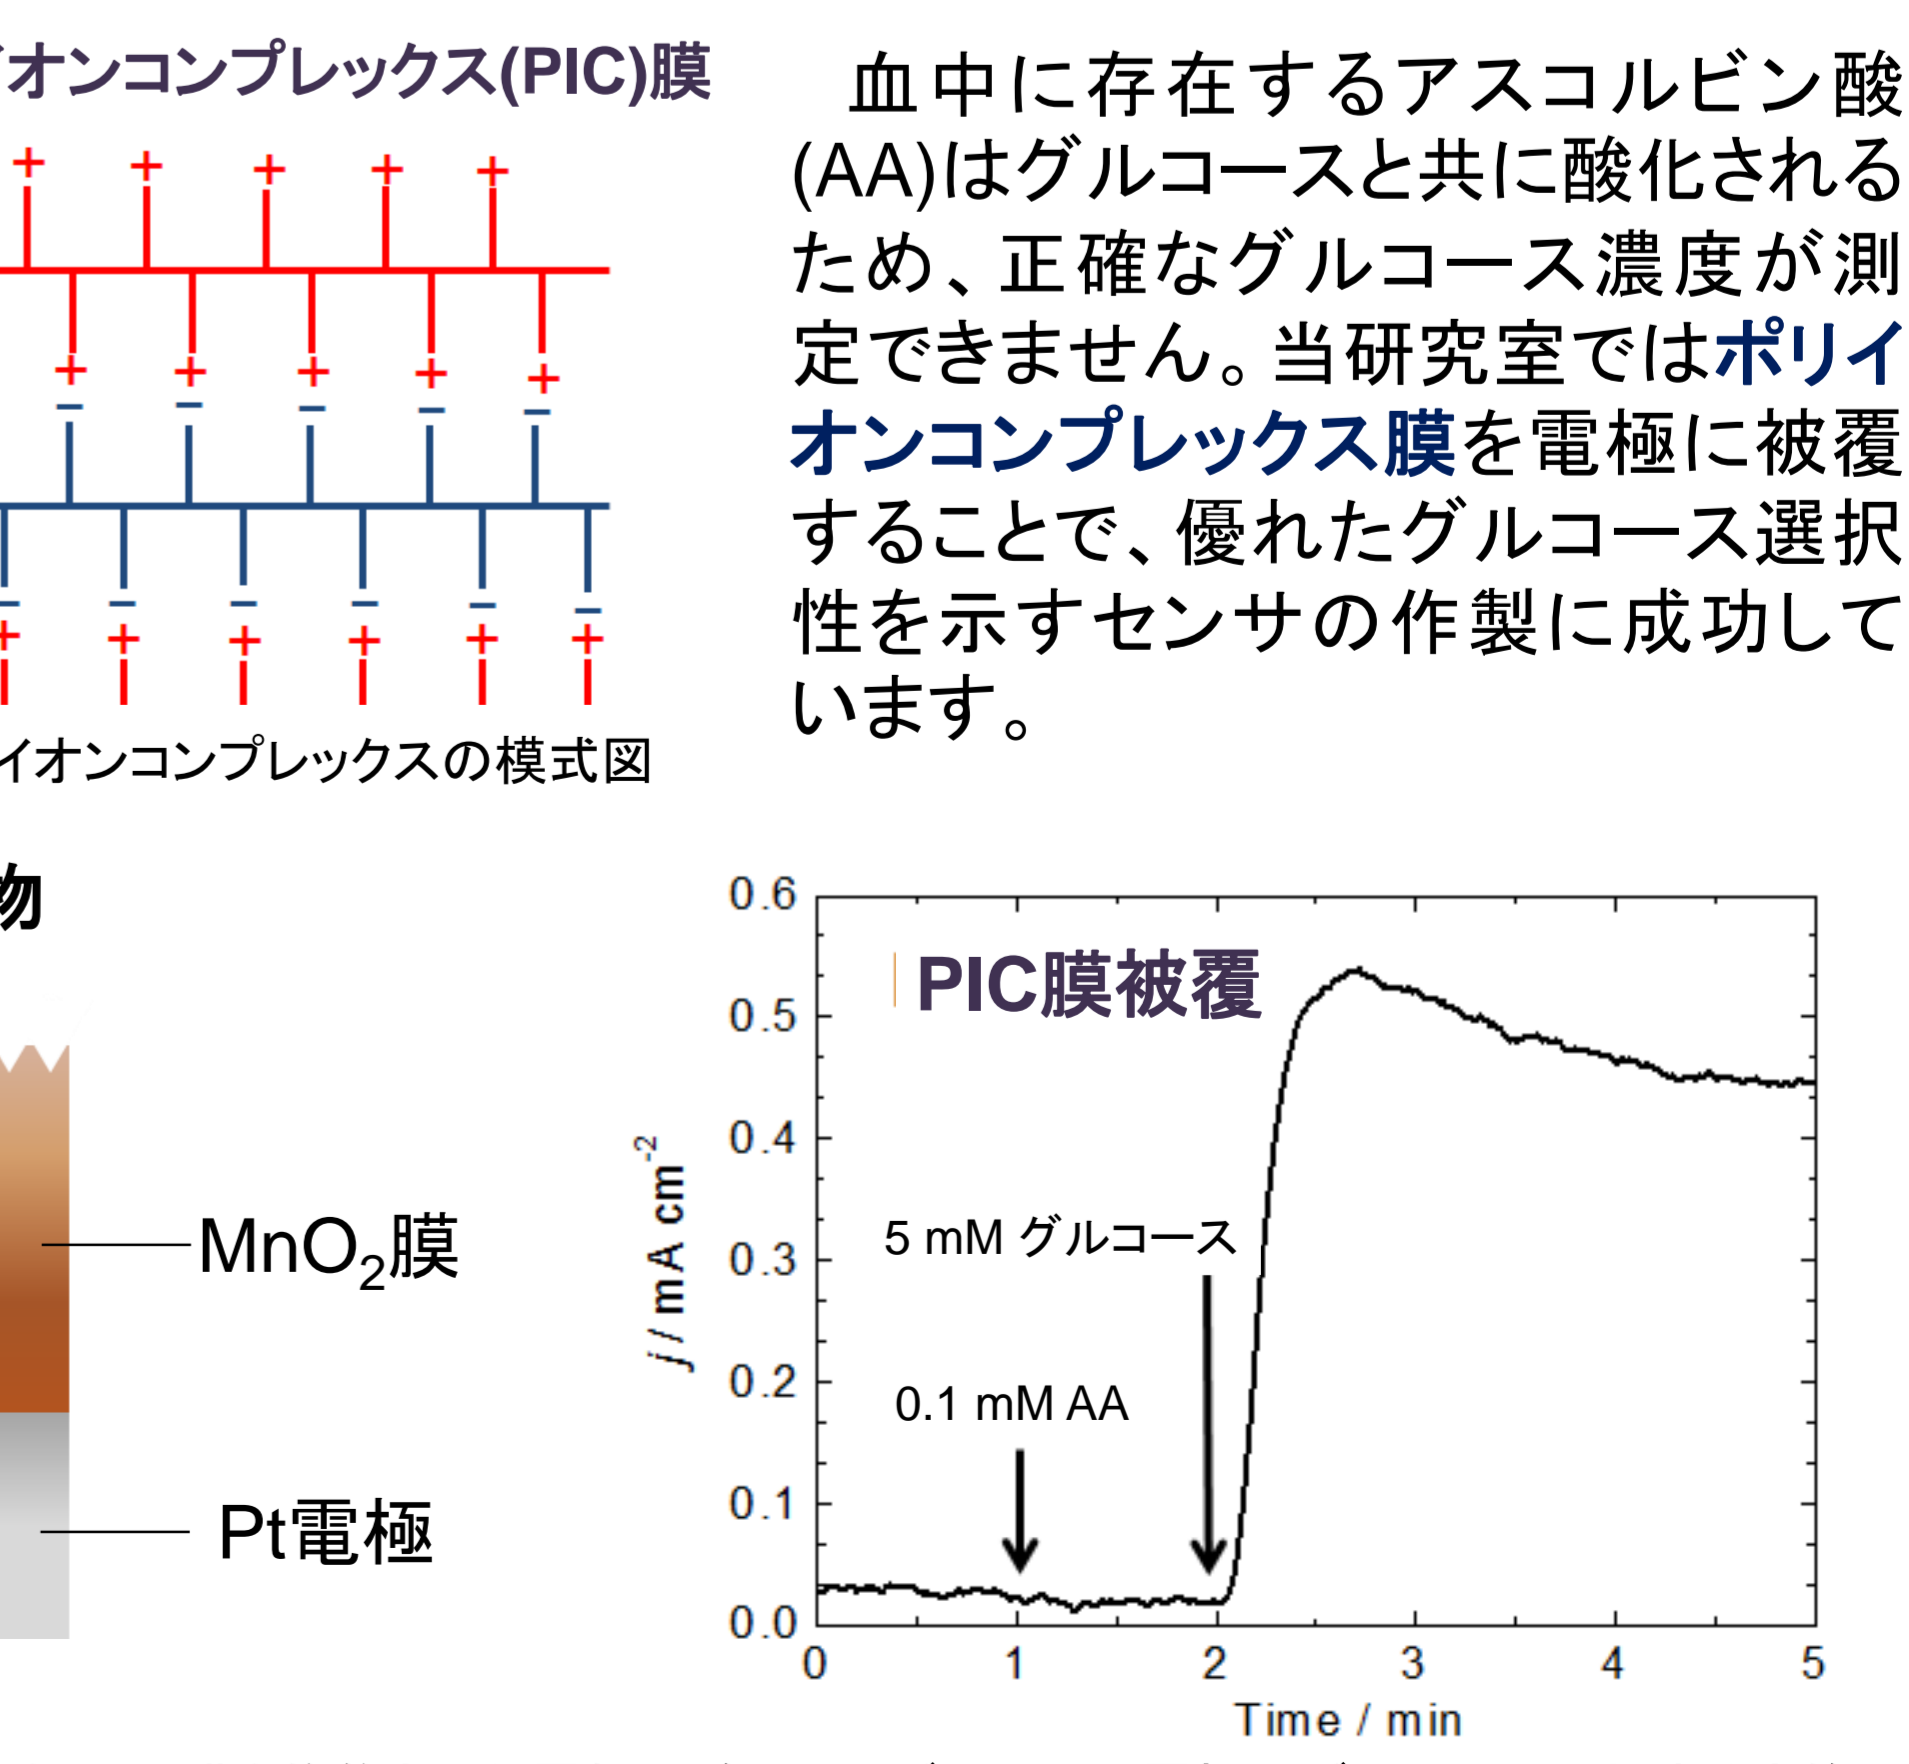 オンコンプレックス(PIC)膜
血中に存在するアスコルビン酸
(AA)はグルコースと共に酸化される
ため、正確なグルコース濃度が測
定できません。当研究室ではポリイ
オンコンプレックス膜を電極に被覆
することで、優れたグルコース選択
性を示すセンサの作製に成功して
います。
+ + + + +
+ + + + +
− − − − −
− − − − − −
+ + + + + +
イオンコンプレックスの模式図
物
MnO₂膜
Pt電極
PIC膜被覆
5 mM グルコース
0.1 mM AA
j / mA cm⁻²
0.6
0.5
0.4
0.3
0.2
0.1
0.0
0 1 2 3 4 5
Time / min